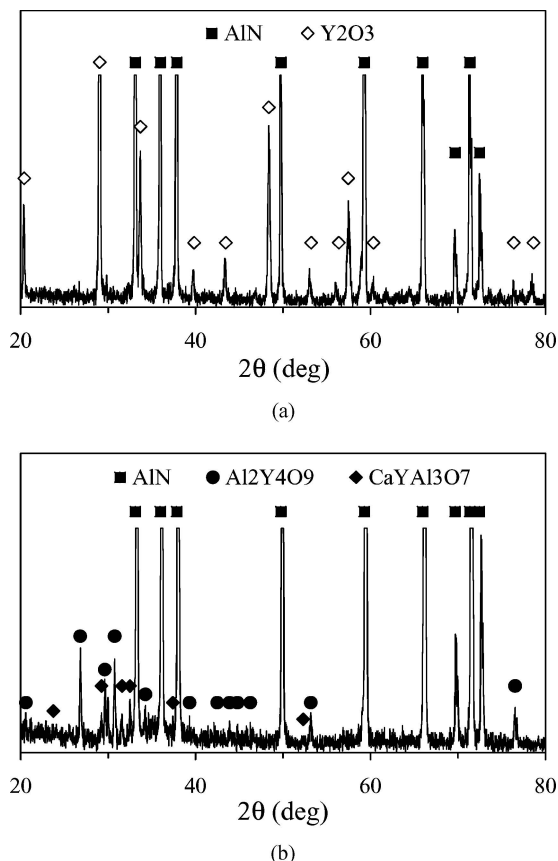 ■ AlN ◇ Y2O3
20 40 60 80
2θ (deg)
(a)
■ AlN ● Al2Y4O9 ◆ CaYAl3O7
20 40 60 80
2θ (deg)
(b)